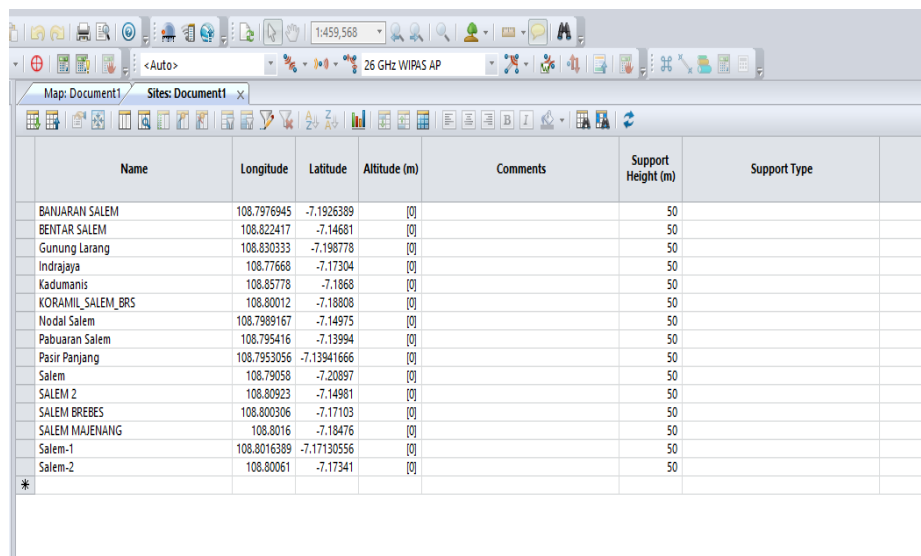 1:459,568
<Auto>
26 GHz WIPAS AP
Map: Document1 Sites: Document1 X
B I
Name Longitude Latitude Altitude (m) Comments Support Height (m) Support Type
BANJARAN SALEM 108.7976945 -7.1926389 [0] 50
BENTAR SALEM 108.822417 -7.14681 [0] 50
Gunung Larang 108.830333 -7.198778 [0] 50
Indrajaya 108.77668 -7.17304 [0] 50
Kadumanis 108.85778 -7.1868 [0] 50
KORAMIL_SALEM_BRS 108.80012 -7.18808 [0] 50
Nodal Salem 108.7989167 -7.14975 [0] 50
Pabuaran Salem 108.795416 -7.13994 [0] 50
Pasir Panjang 108.7953056 -7.13941666 [0] 50
Salem 108.79058 -7.20897 [0] 50
SALEM 2 108.80923 -7.14981 [0] 50
SALEM BREBES 108.800306 -7.17103 [0] 50
SALEM MAJENANG 108.8016 -7.18476 [0] 50
Salem-1 108.8016389 -7.17130556 [0] 50
Salem-2 108.80061 -7.17341 [0] 50